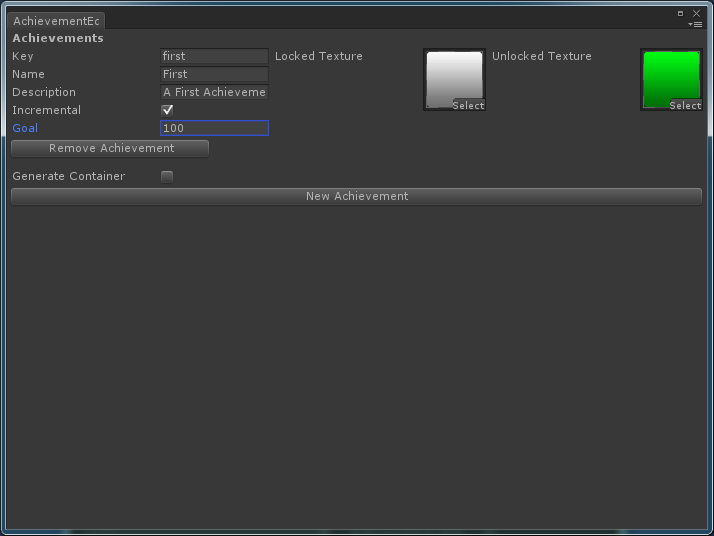 AchievementEc
Achievements
Key first Locked Texture Select Unlocked Texture Select
Name First
Description A First Achieveme
Incremental
Goal 100
Remove Achievement
Generate Container
New Achievement